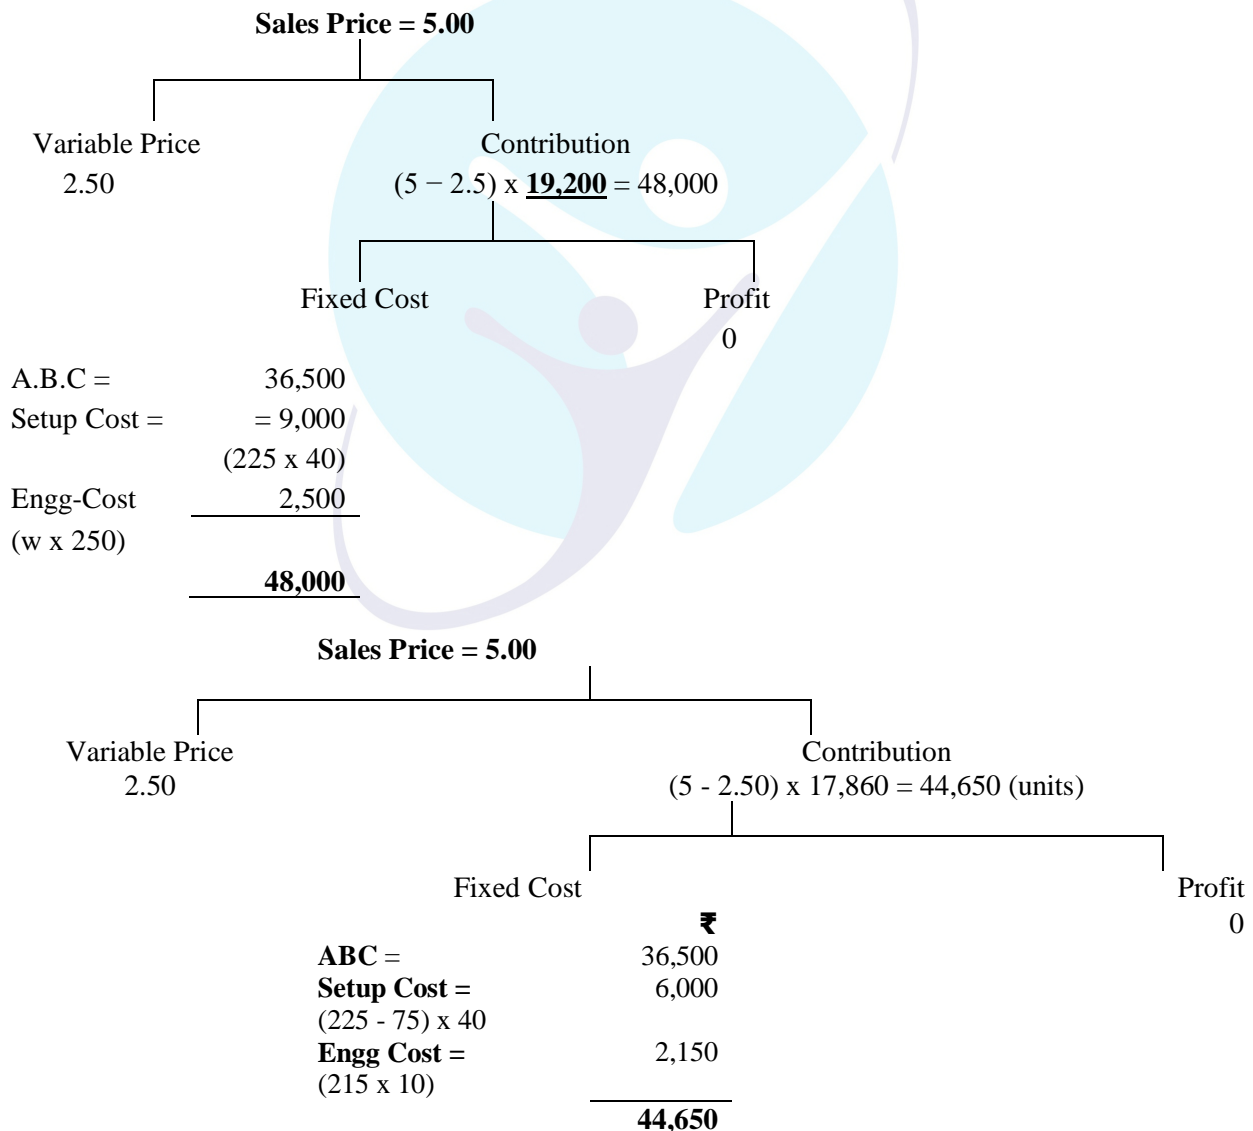 Sales Price = 5.00
Variable Price Contribution
2.50 (5 − 2.5) x 19,200 = 48,000
Fixed Cost Profit
0
A.B.C = 36,500
Setup Cost = = 9,000
(225 x 40)
Engg-Cost 2,500
(w x 250)
48,000
Sales Price = 5.00
Variable Price Contribution
2.50 (5 - 2.50) x 17,860 = 44,650 (units)
Fixed Cost Profit
₹ 0
ABC = 36,500
Setup Cost = 6,000
(225 - 75) x 40
Engg Cost = 2,150
(215 x 10)
44,650